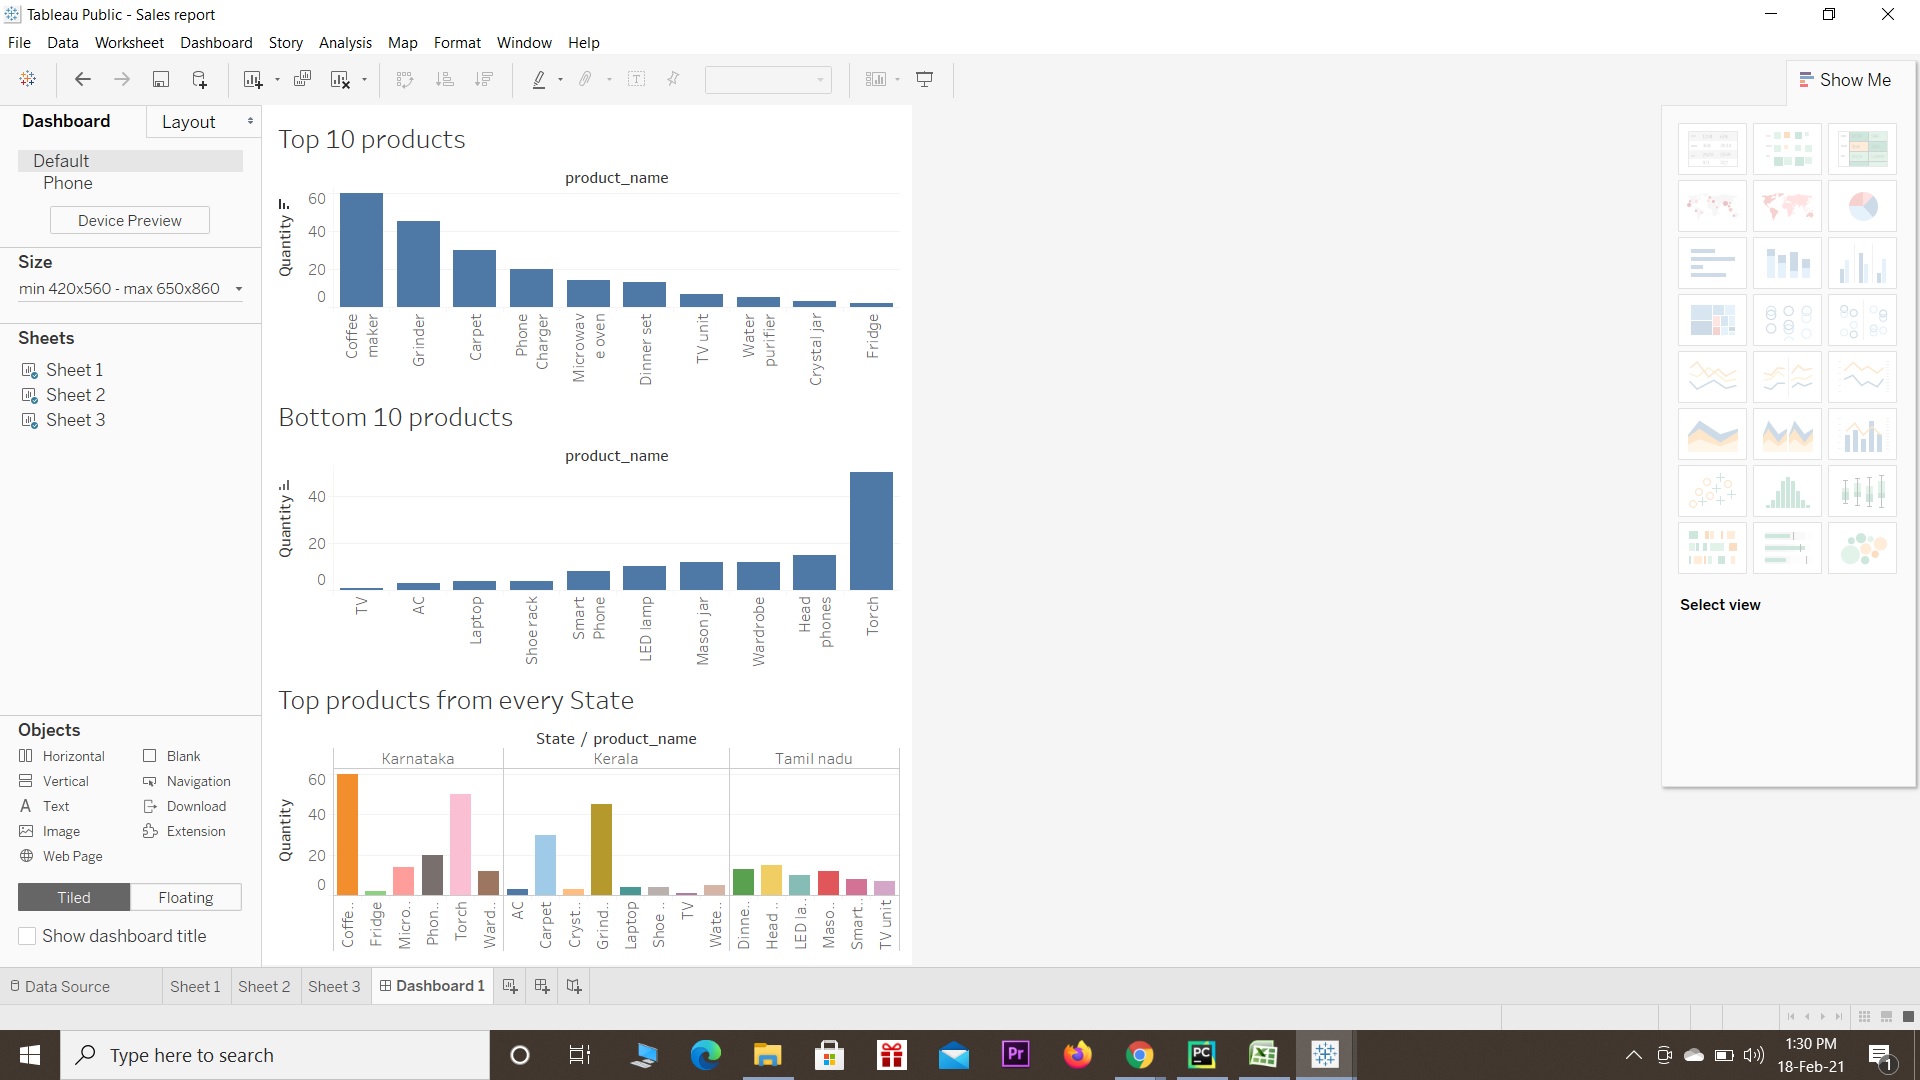 Tableau Public - Sales report
File Data Worksheet Dashboard Story Analysis Map Format Window Help
Show Me
Dashboard Layout
Default
Phone
Device Preview
Size
min 420x560 - max 650x860
Sheets
Sheet 1
Sheet 2
Sheet 3
Objects
Horizontal Blank
Vertical Navigation
A Text Download
Image Extension
Web Page
Tiled Floating
Show dashboard title
Top 10 products
product_name
Quantity
60
40
20
0
Coffee maker
Grinder
Carpet
Phone Charger
Microwav e oven
Dinner set
TV unit
Water purifier
Crystal jar
Fridge
Bottom 10 products
product_name
Quantity
40
20
0
TV
AC
Laptop
Shoe rack
Smart Phone
LED lamp
Mason jar
Wardrobe
Head phones
Torch
Top products from every State
State / product_name
Karnataka Kerala Tamil nadu
Quantity
60
40
20
0
Coffe..
Fridge
Micro..
Phon..
Torch
Ward..
AC
Carpet
Cryst..
Grind..
Laptop
Shoe ..
TV
Wate..
Dinne..
Head ..
LED la..
Maso..
Smart..
TV unit
Select view
Data Source Sheet 1 Sheet 2 Sheet 3 Dashboard 1
Type here to search
Pr
PC
1:30 PM
18-Feb-21
1